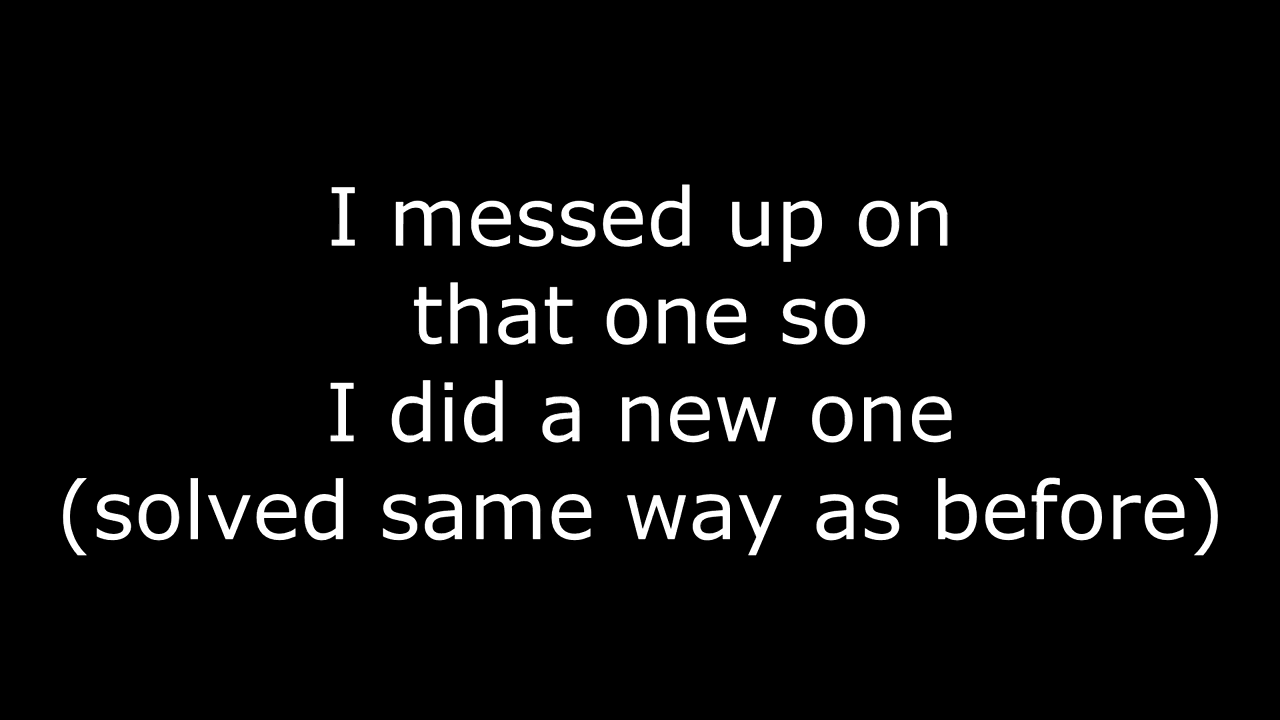 I messed up on
that one so
I did a new one
(solved same way as before)